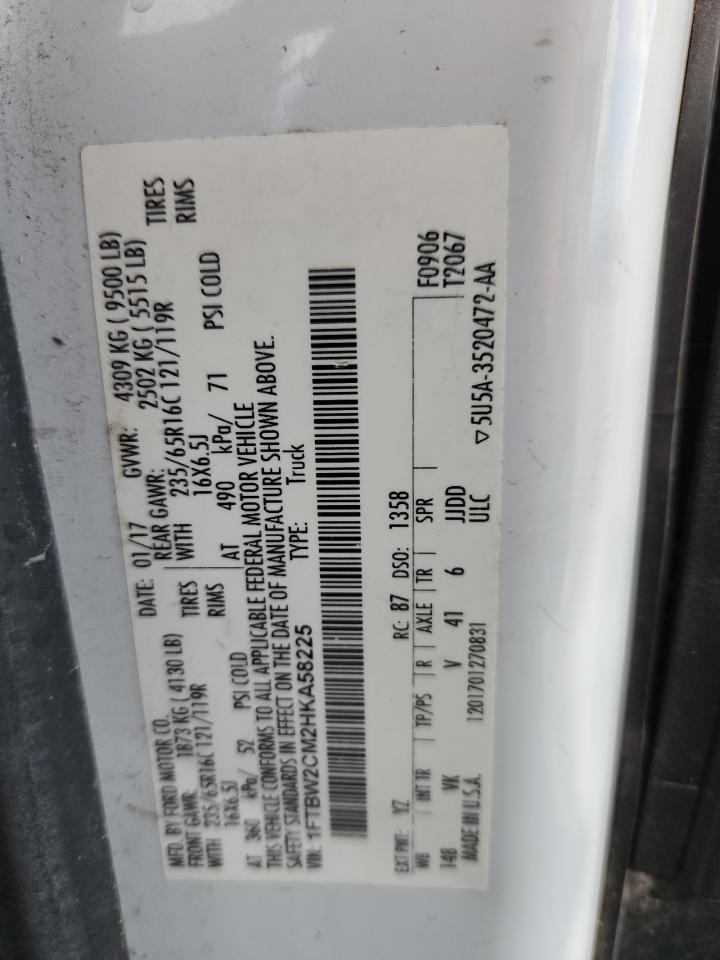 MFD. BY FORD MOTOR CO.
DATE: 01/17 GVWR: 4309 KG ( 9500 LB)
FRONT GAWR: 1873 KG ( 4130 LB) REAR GAWR: 2502 KG ( 5515 LB)
WITH 235/65R16C 121/119R TIRES WITH 235/65R16C 121/119R TIRES
16X6.5J RIMS 16X6.5J RIMS
AT 360 kPa/ 52 PSI COLD AT 490 kPa/ 71 PSI COLD
THIS VEHICLE CONFORMS TO ALL APPLICABLE FEDERAL MOTOR VEHICLE
SAFETY STANDARDS IN EFFECT ON THE DATE OF MANUFACTURE SHOWN ABOVE.
VIN: 1FTBW2CM2HKA58225 TYPE: Truck
EXT PNT: YZ RC: 87 DSO: 1358 F0906
WB INT TR TP/PS R AXLE TR SPR T2067
148 VK V 41 6 JJDD
MADE IN U.S.A. 1201701270831 ULC ▽5U5A-3520472-AA